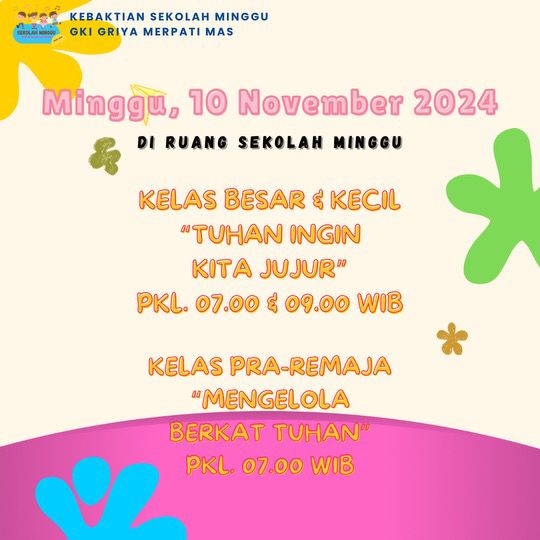 SEKOLAH MINGGU
KEBAKTIAN SEKOLAH MINGGU
GKI GRIYA MERPATI MAS
Minggu, 10 November 2024
DI RUANG SEKOLAH MINGGU
KELAS BESAR & KECIL
"TUHAN INGIN
KITA JUJUR"
PKL. 07.00 & 09.00 WIB
KELAS PRA-REMAJA
"MENGELOLA
BERKAT TUHAN"
PKL. 07.00 WIB